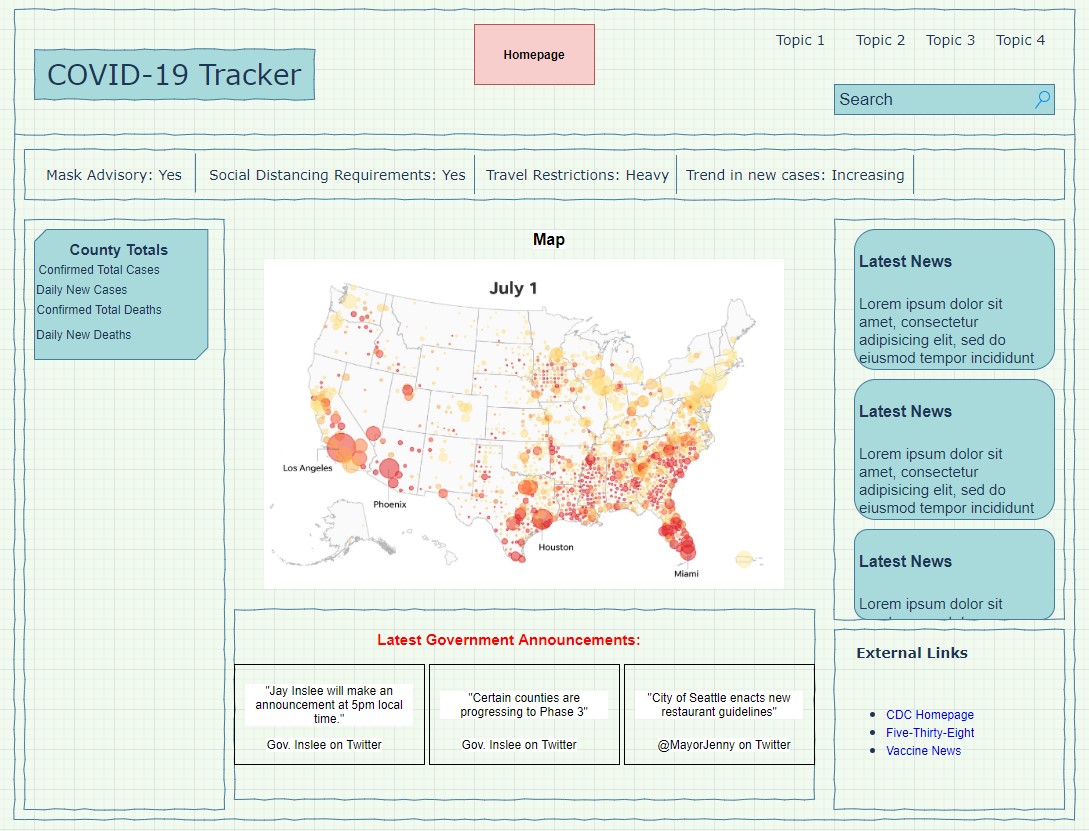 Homepage
Topic 1 Topic 2 Topic 3 Topic 4
COVID-19 Tracker
Search
Mask Advisory: Yes
Social Distancing Requirements: Yes
Travel Restrictions: Heavy
Trend in new cases: Increasing
County Totals
Confirmed Total Cases
Daily New Cases
Confirmed Total Deaths
Daily New Deaths
Map
July 1
Los Angeles
Phoenix
Houston
Miami
Latest Government Announcements:
"Jay Inslee will make an
announcement at 5pm local
time."
Gov. Inslee on Twitter
"Certain counties are
progressing to Phase 3"
Gov. Inslee on Twitter
"City of Seattle enacts new
restaurant guidelines"
@MayorJenny on Twitter
Latest News
Lorem ipsum dolor sit
amet, consectetur
adipisicing elit, sed do
eiusmod tempor incididunt
Latest News
Lorem ipsum dolor sit
amet, consectetur
adipisicing elit, sed do
eiusmod tempor incididunt
Latest News
Lorem ipsum dolor sit
External Links
CDC Homepage
Five-Thirty-Eight
Vaccine News